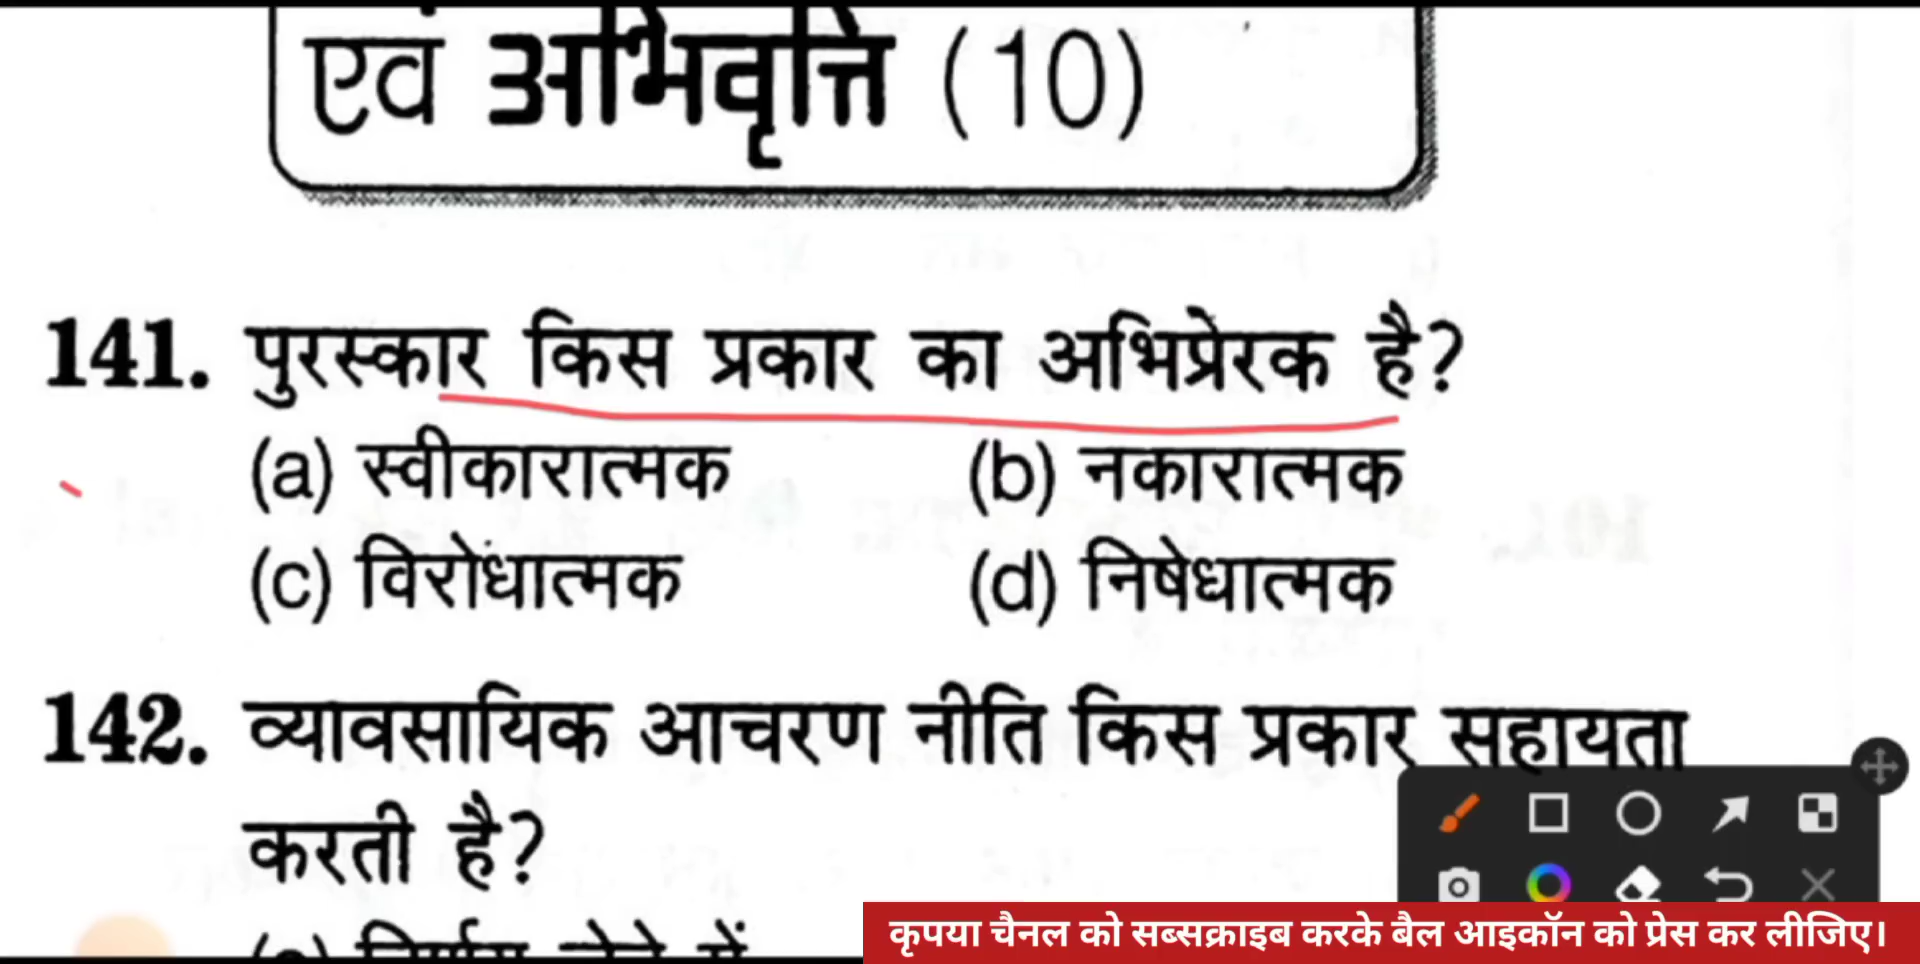 एवं अभिवृत्ति (10)
141. पुरस्कार किस प्रकार का अभिप्रेरक है?
(a) स्वीकारात्मक (b) नकारात्मक
(c) विरोधात्मक (d) निषेधात्मक
142. व्यावसायिक आचरण नीति किस प्रकार सहायता
करती है?
(a) निर्णय लेने में
कृपया चैनल को सब्सक्राइब करके बैल आइकॉन को प्रेस कर लीजिए।